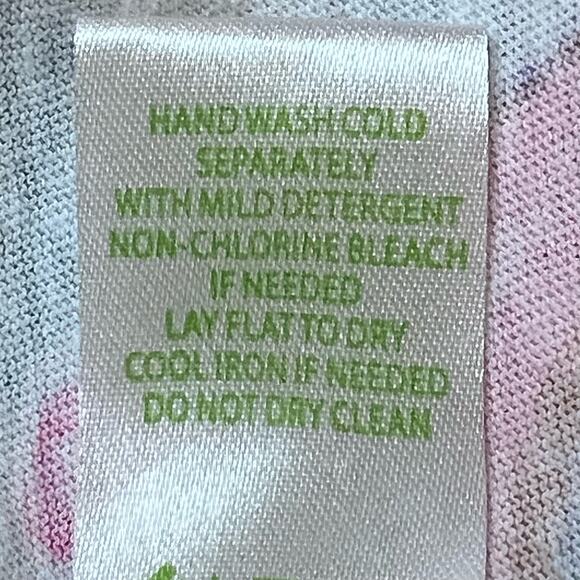 HAND WASH COLD
SEPARATELY
WITH MILD DETERGENT
NON-CHLORINE BLEACH
IF NEEDED
LAY FLAT TO DRY
COOL IRON IF NEEDED
DO NOT DRY CLEAN